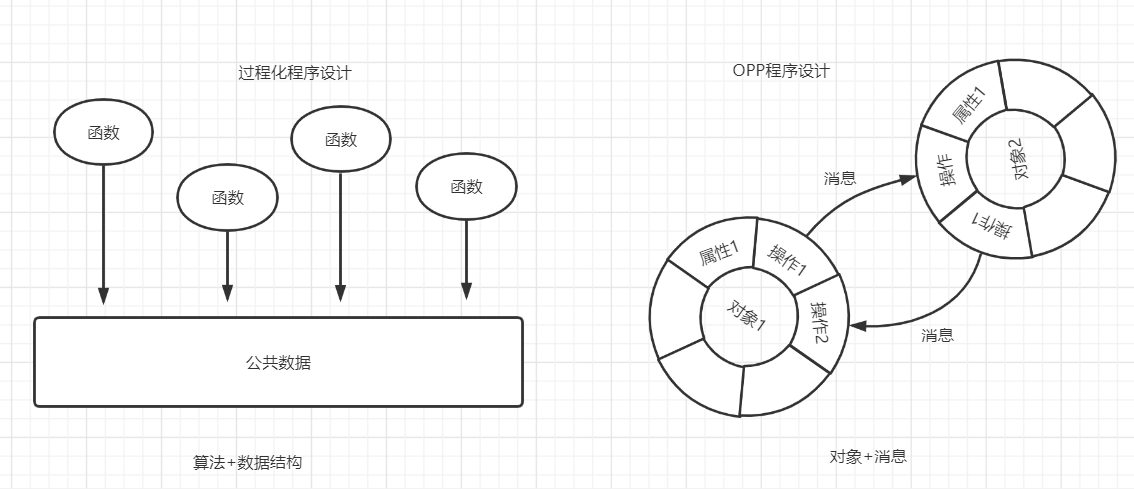 过程化程序设计
函数
函数
函数
函数
公共数据
算法+数据结构
OPP程序设计
属性1
操作
操作1
对象2
消息
属性1
操作1
操作2
对象1
消息
对象+消息